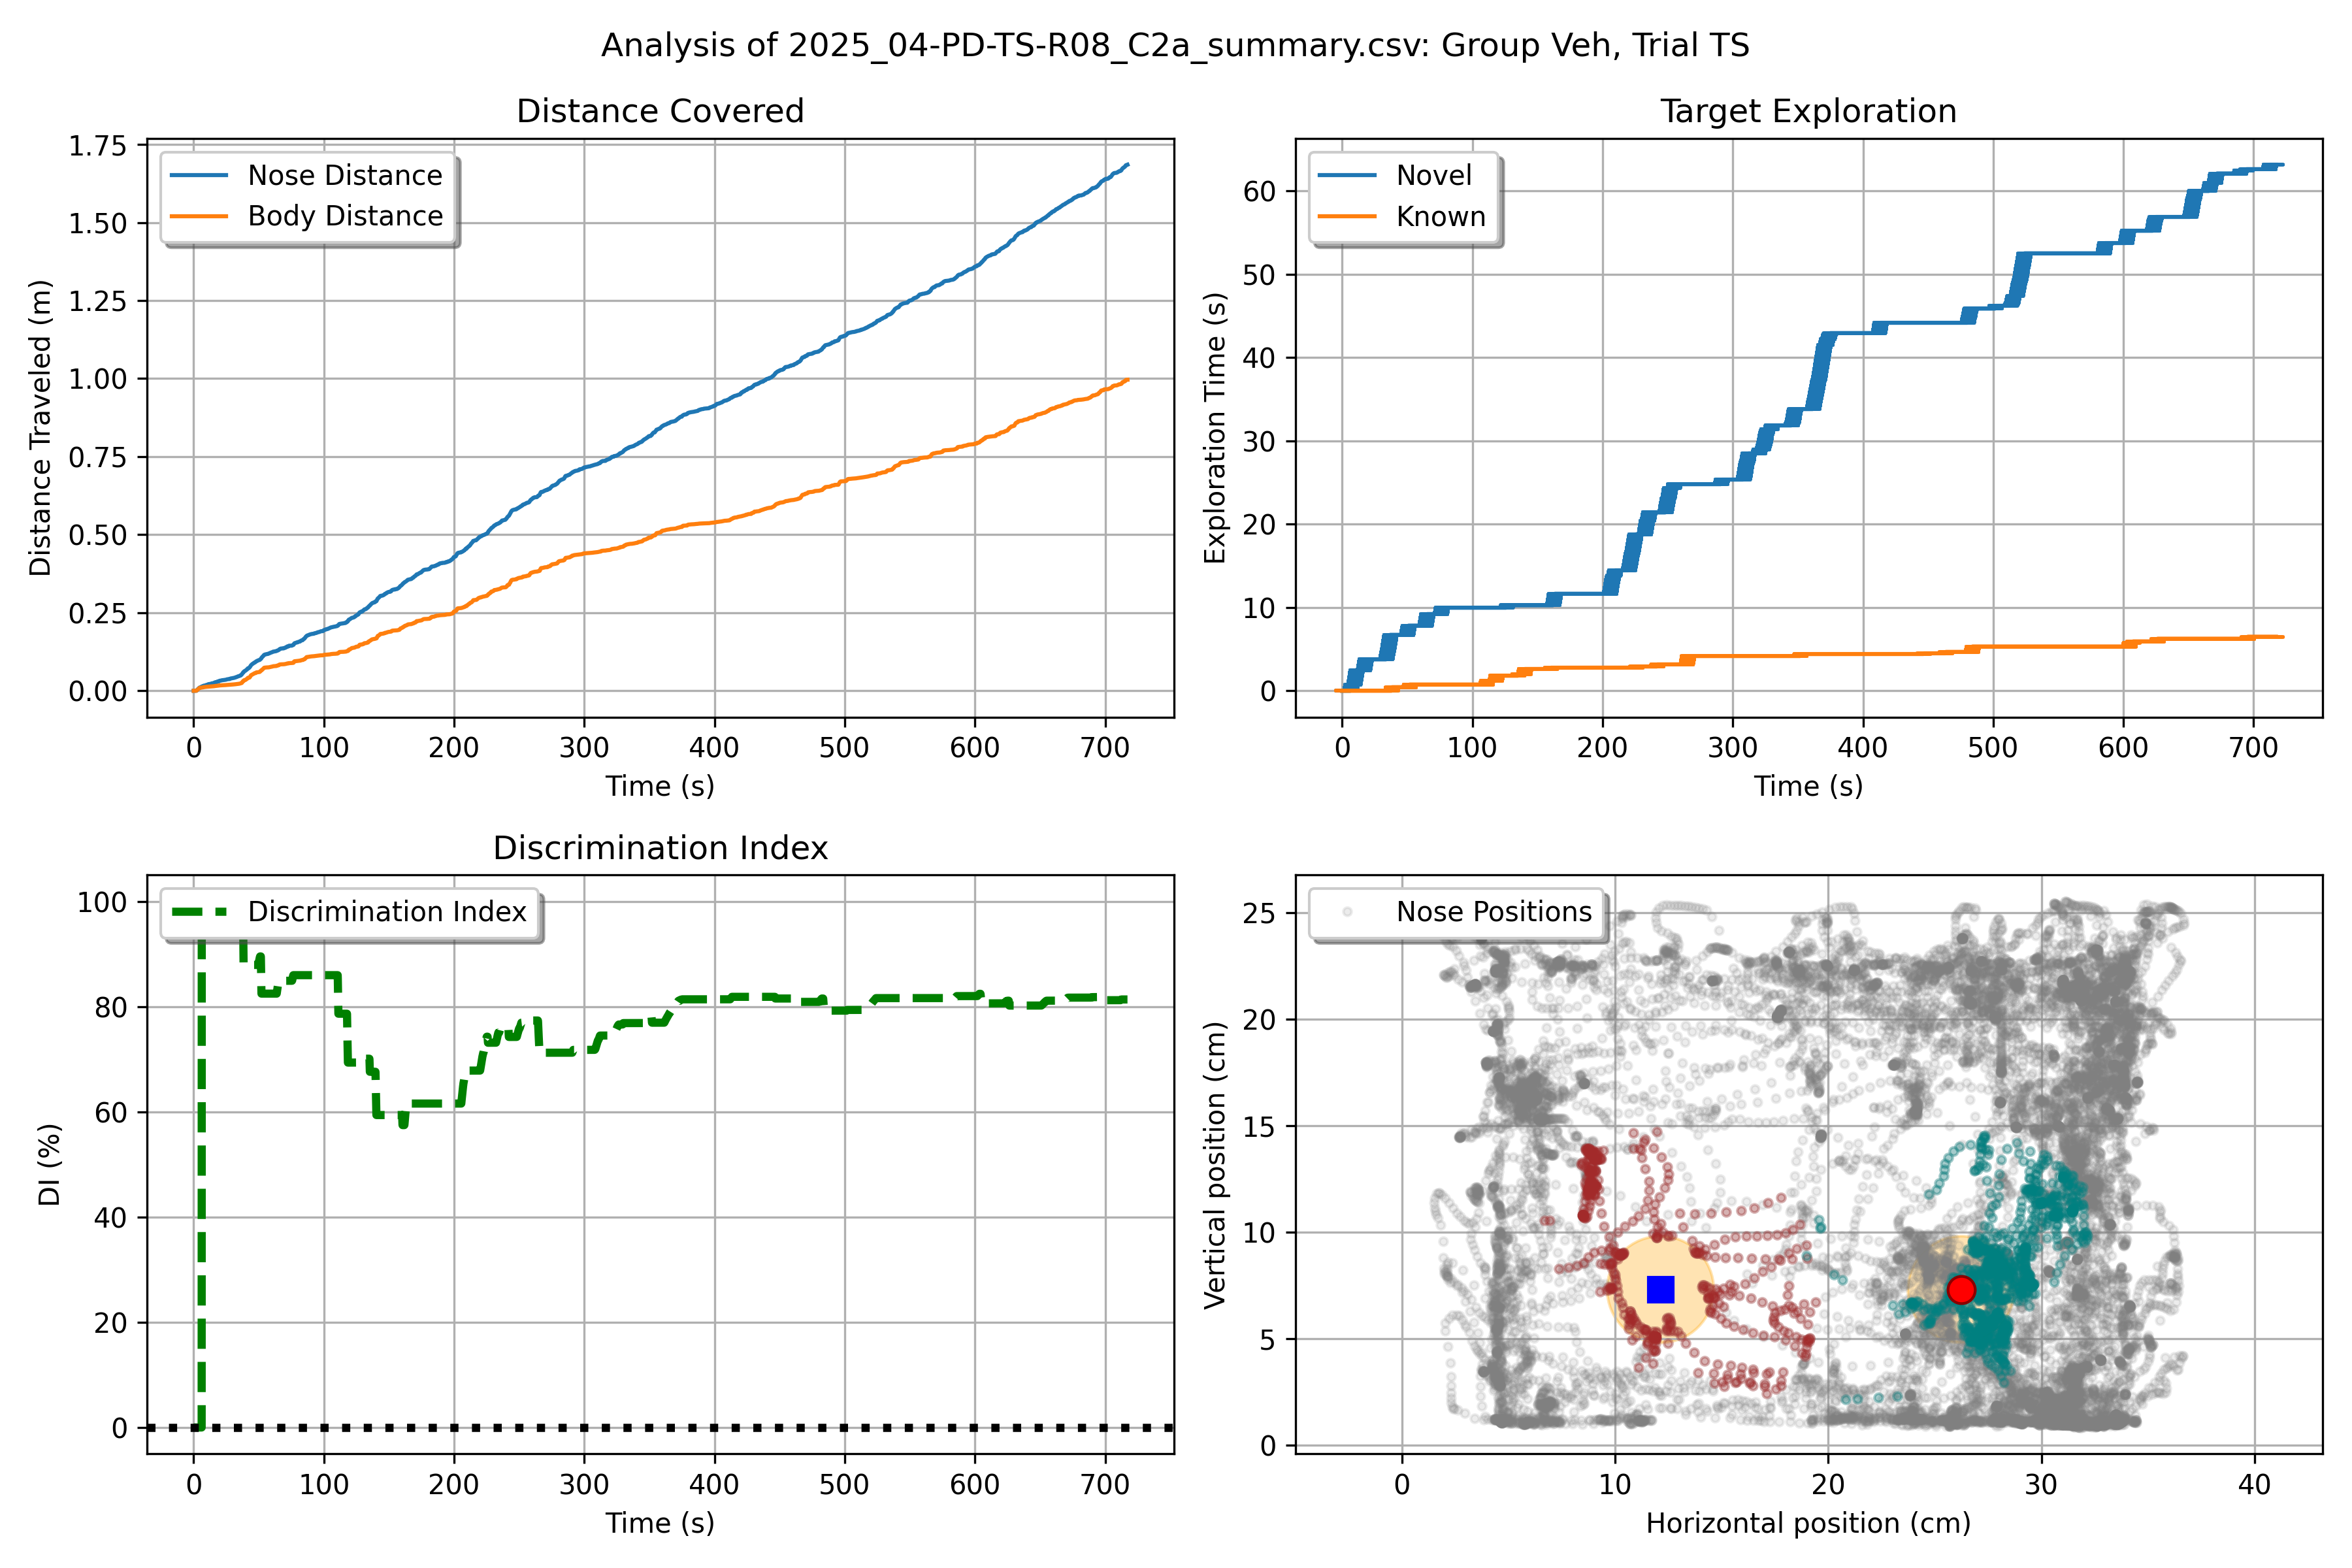 Analysis of 2025_04-PD-TS-R08_C2a_summary.csv: Group Veh, Trial TS
Distance Covered
Nose Distance
Body Distance
Distance Traveled (m)
1.75
1.50
1.25
1.00
0.75
0.50
0.25
0.00
0 100 200 300 400 500 600 700
Time (s)
Target Exploration
Novel
Known
Exploration Time (s)
60
50
40
30
20
10
0
0 100 200 300 400 500 600 700
Time (s)
Discrimination Index
Discrimination Index
DI (%)
100
80
60
40
20
0
0 100 200 300 400 500 600 700
Time (s)
Nose Positions
Vertical position (cm)
25
20
15
10
5
0
0 10 20 30 40
Horizontal position (cm)